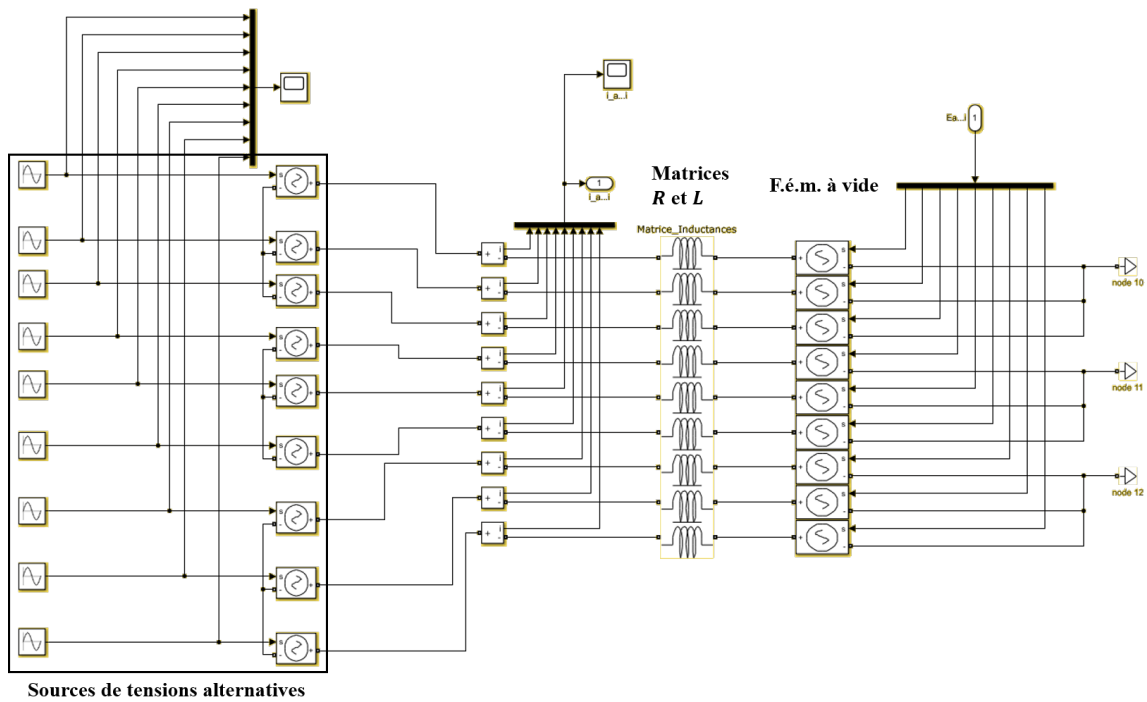 i_a...i
Ea...i
1
1
i_a...i
Matrices
R et L
F.é.m. à vide
Matrice_Inductances
node 10
node 11
node 12
s
-
+
s
-
+
s
-
+
s
-
+
s
-
+
s
-
+
s
-
+
s
-
+
s
-
+
+
i
-
+
i
-
+
i
-
+
i
-
+
i
-
+
i
-
+
i
-
+
i
-
+
i
-
+
s
-
+
s
-
+
s
-
+
s
-
+
s
-
+
s
-
+
s
-
+
s
-
+
s
-
Sources de tensions alternatives